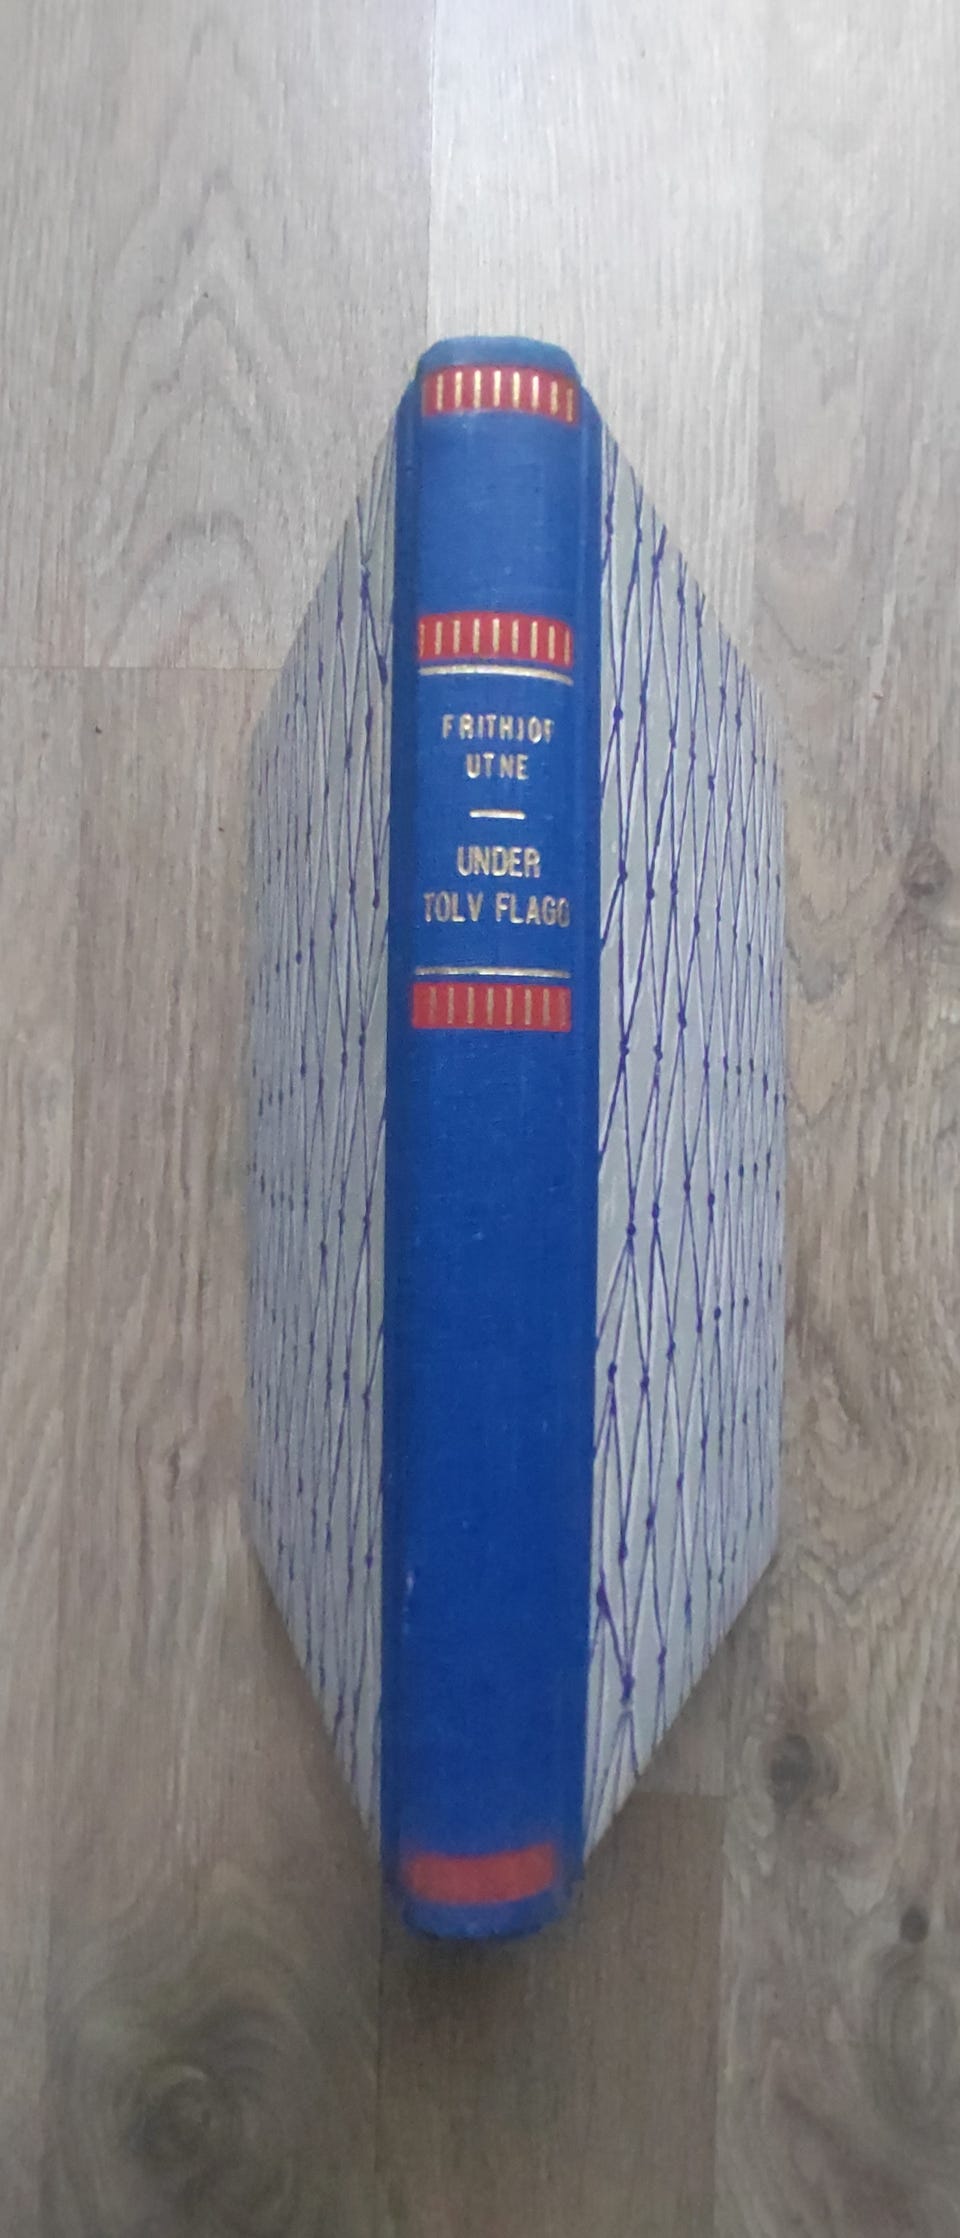 FRITHJOF
UTNE
UNDER
TOLV FLAGG